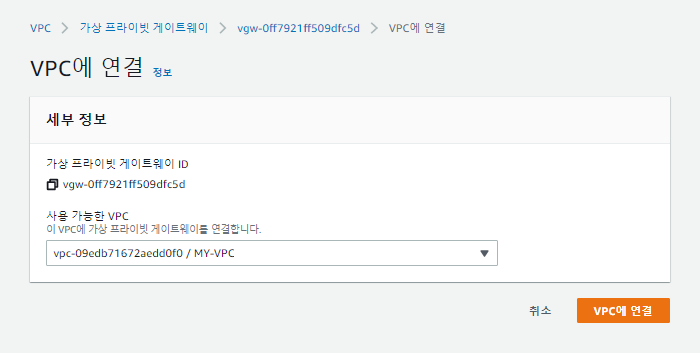 VPC > 가상 프라이빗 게이트웨이 > vgw-0ff7921ff509dfc5d > VPC에 연결
VPC에 연결 정보
세부 정보
가상 프라이빗 게이트웨이 ID
vgw-0ff7921ff509dfc5d
사용 가능한 VPC
이 VPC에 가상 프라이빗 게이트웨이를 연결합니다.
vpc-09edb71672aedd0f0 / MY-VPC
취소 VPC에 연결